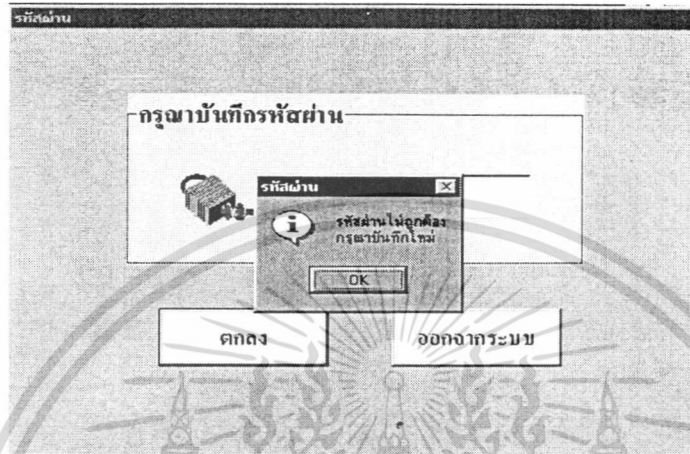 รหัสผ่าน
กรุณาบันทึกรหัสผ่าน
รหัสผ่าน
รหัสผ่านไม่ถูกต้อง
กรุณาบันทึกใหม่
OK
ตกลง
ออกจากระบบ